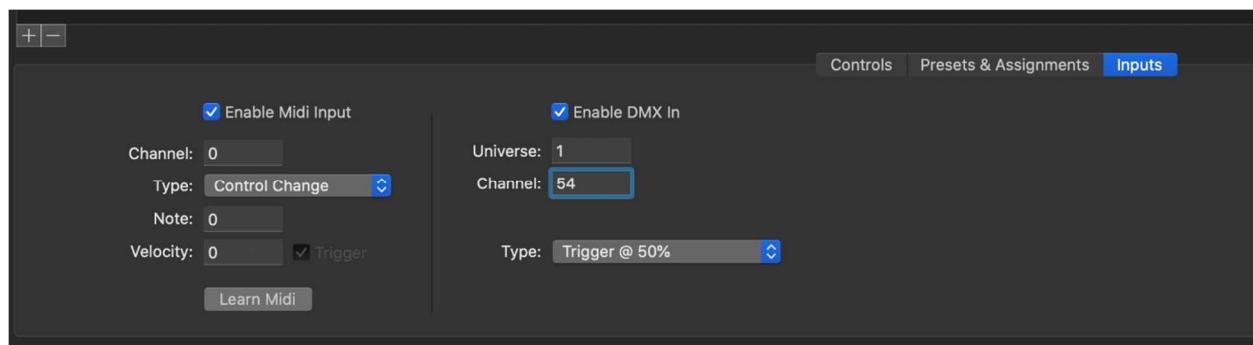 Controls Presets & Assignments Inputs
Enable Midi Input
Channel: 0
Type: Control Change
Note: 0
Velocity: 0 Trigger
Learn Midi
Enable DMX In
Universe: 1
Channel: 54
Type: Trigger @ 50%